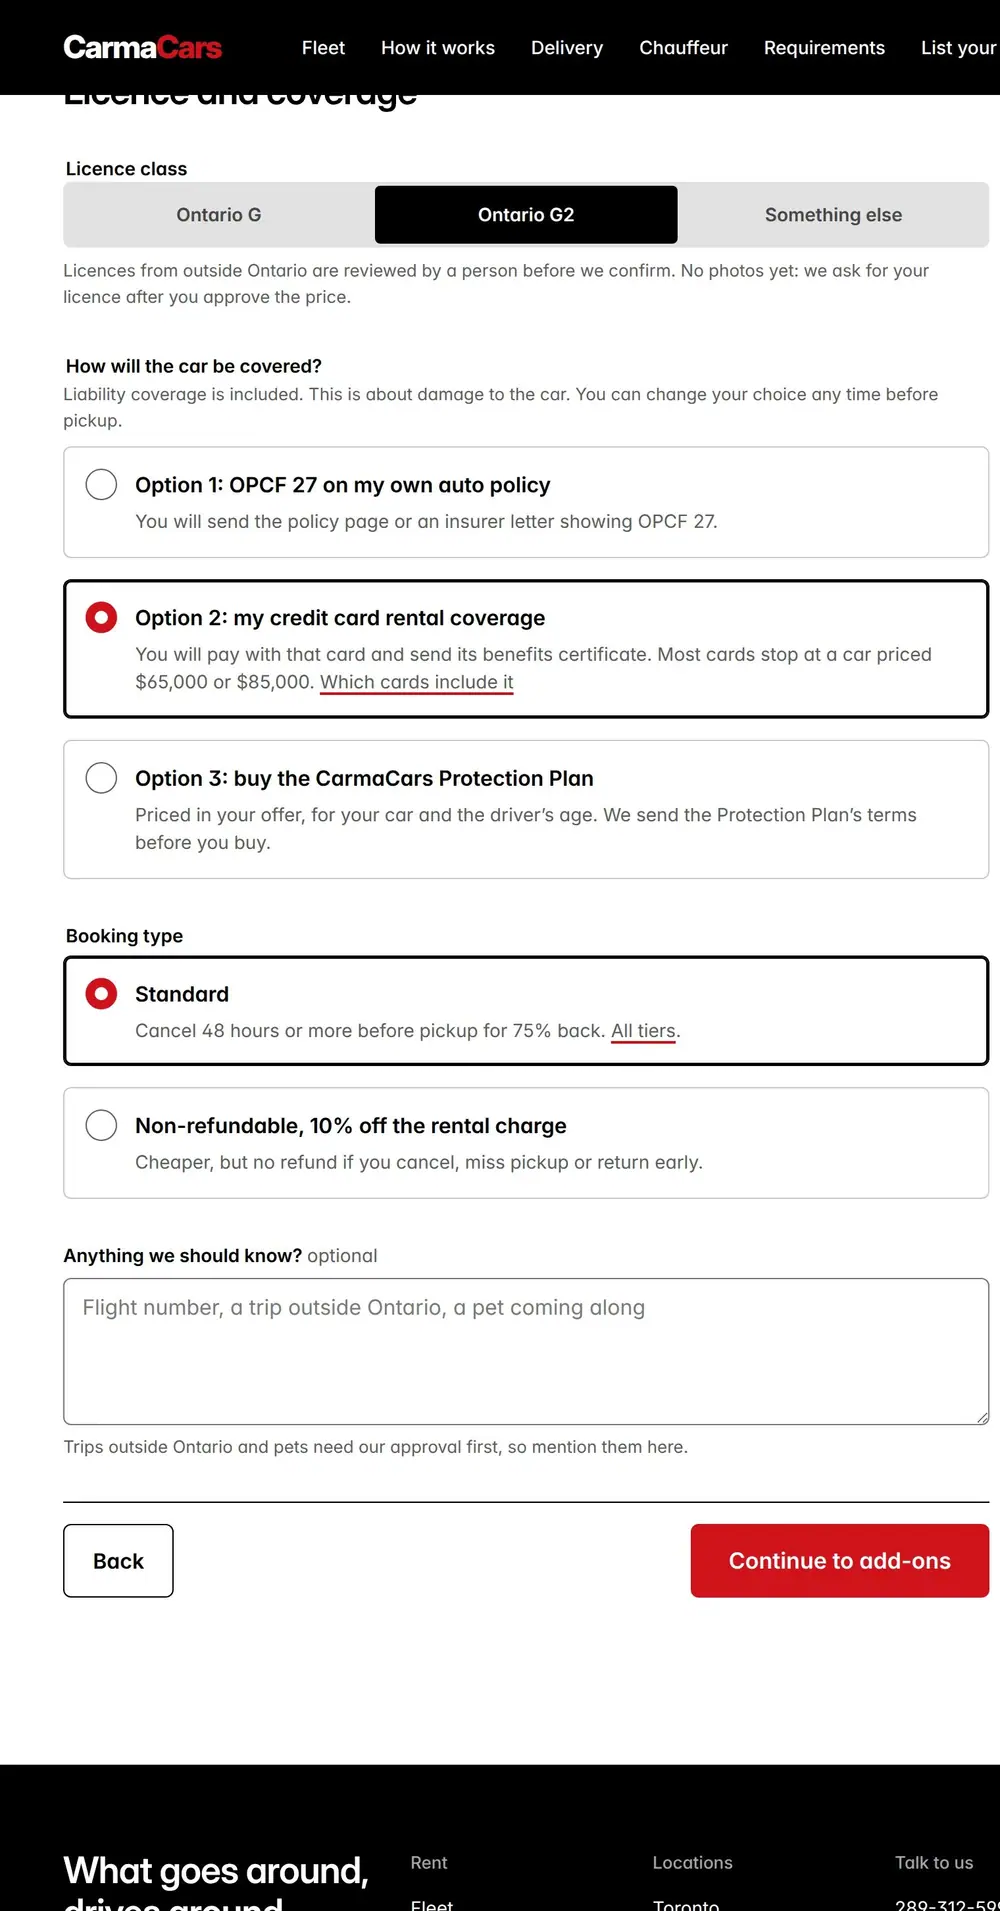 CarmaCars
Fleet
How it works
Delivery
Chauffeur
Requirements
List your
Licence and coverage
Licence class
Ontario G
Ontario G2
Something else
Licences from outside Ontario are reviewed by a person before we confirm. No photos yet: we ask for your
licence after you approve the price.
How will the car be covered?
Liability coverage is included. This is about damage to the car. You can change your choice any time before
pickup.
Option 1: OPCF 27 on my own auto policy
You will send the policy page or an insurer letter showing OPCF 27.
Option 2: my credit card rental coverage
You will pay with that card and send its benefits certificate. Most cards stop at a car priced
$65,000 or $85,000. Which cards include it
Option 3: buy the CarmaCars Protection Plan
Priced in your offer, for your car and the driver’s age. We send the Protection Plan’s terms
before you buy.
Booking type
Standard
Cancel 48 hours or more before pickup for 75% back. All tiers.
Non-refundable, 10% off the rental charge
Cheaper, but no refund if you cancel, miss pickup or return early.
Anything we should know? optional
Flight number, a trip outside Ontario, a pet coming along
Trips outside Ontario and pets need our approval first, so mention them here.
Back
Continue to add-ons
What goes around,
drives around
Rent
Fleet
Locations
Toronto
Talk to us
289-312-59